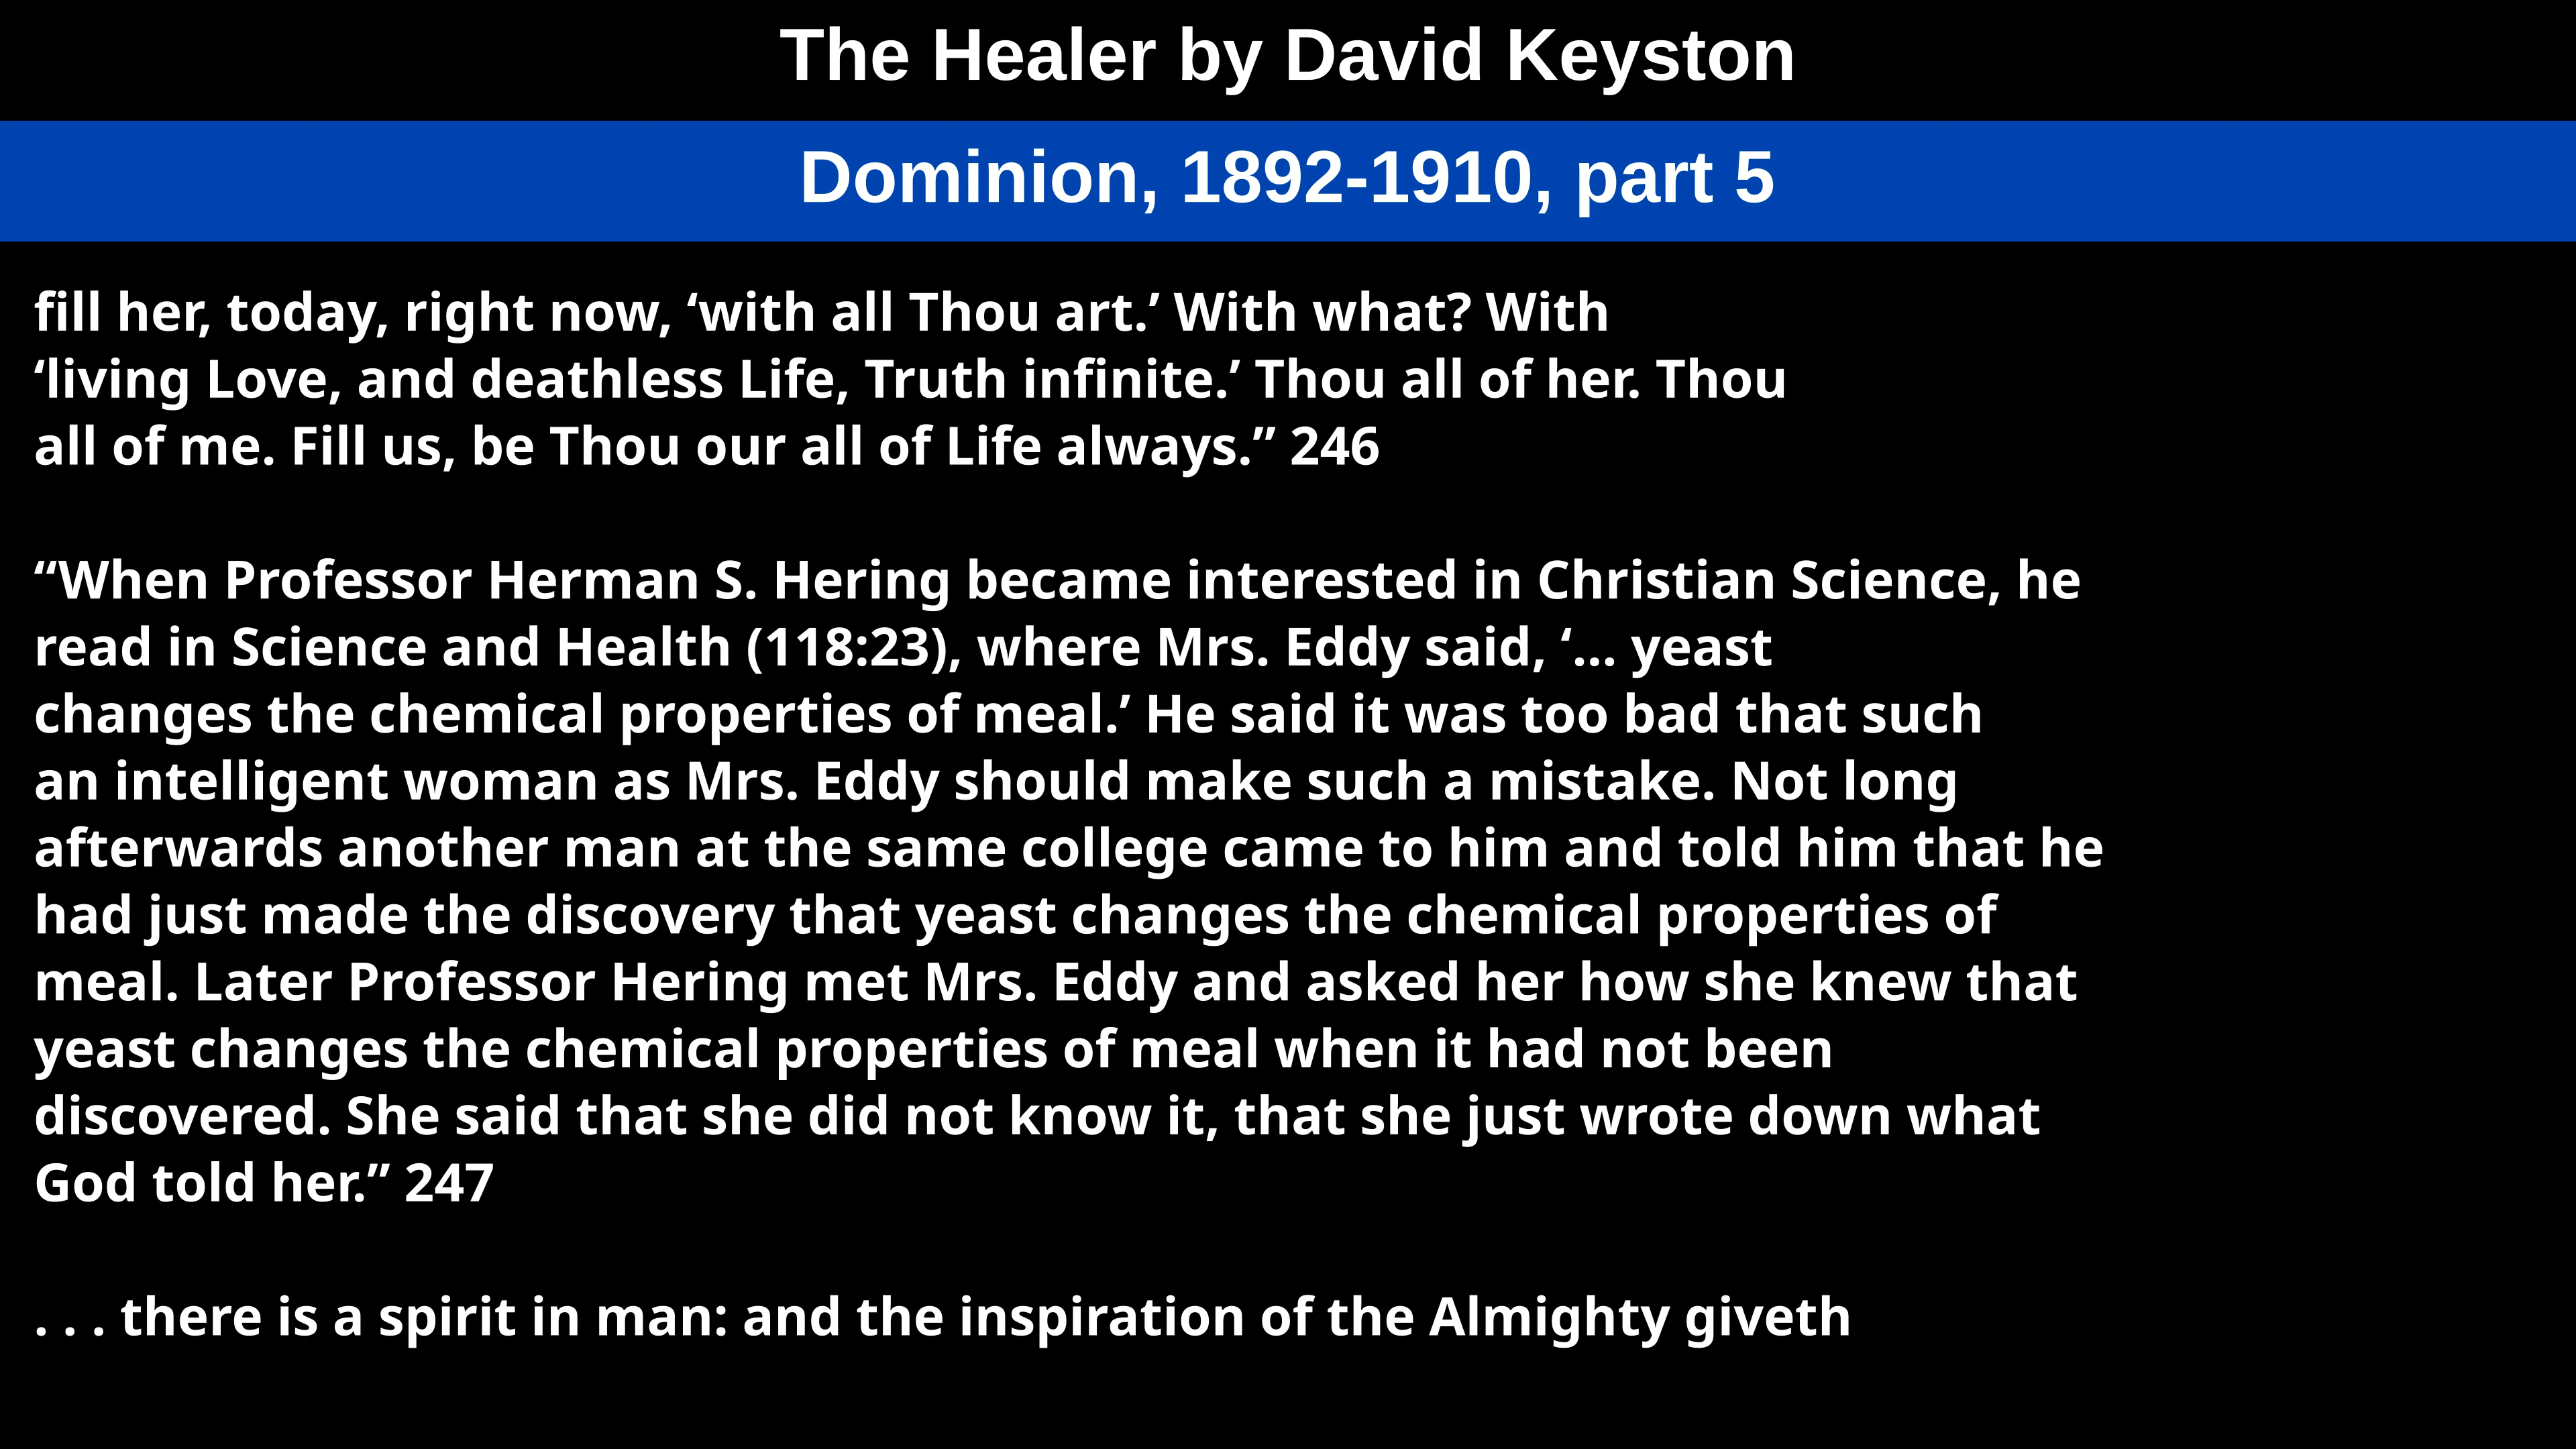 The Healer by David Keyston
Dominion, 1892-1910, part 5
fill her, today, right now, ‘with all Thou art.’ With what? With
‘living Love, and deathless Life, Truth infinite.’ Thou all of her. Thou
all of me. Fill us, be Thou our all of Life always.” 246
“When Professor Herman S. Hering became interested in Christian Science, he
read in Science and Health (118:23), where Mrs. Eddy said, ‘... yeast
changes the chemical properties of meal.’ He said it was too bad that such
an intelligent woman as Mrs. Eddy should make such a mistake. Not long
afterwards another man at the same college came to him and told him that he
had just made the discovery that yeast changes the chemical properties of
meal. Later Professor Hering met Mrs. Eddy and asked her how she knew that
yeast changes the chemical properties of meal when it had not been
discovered. She said that she did not know it, that she just wrote down what
God told her.” 247
. . . there is a spirit in man: and the inspiration of the Almighty giveth